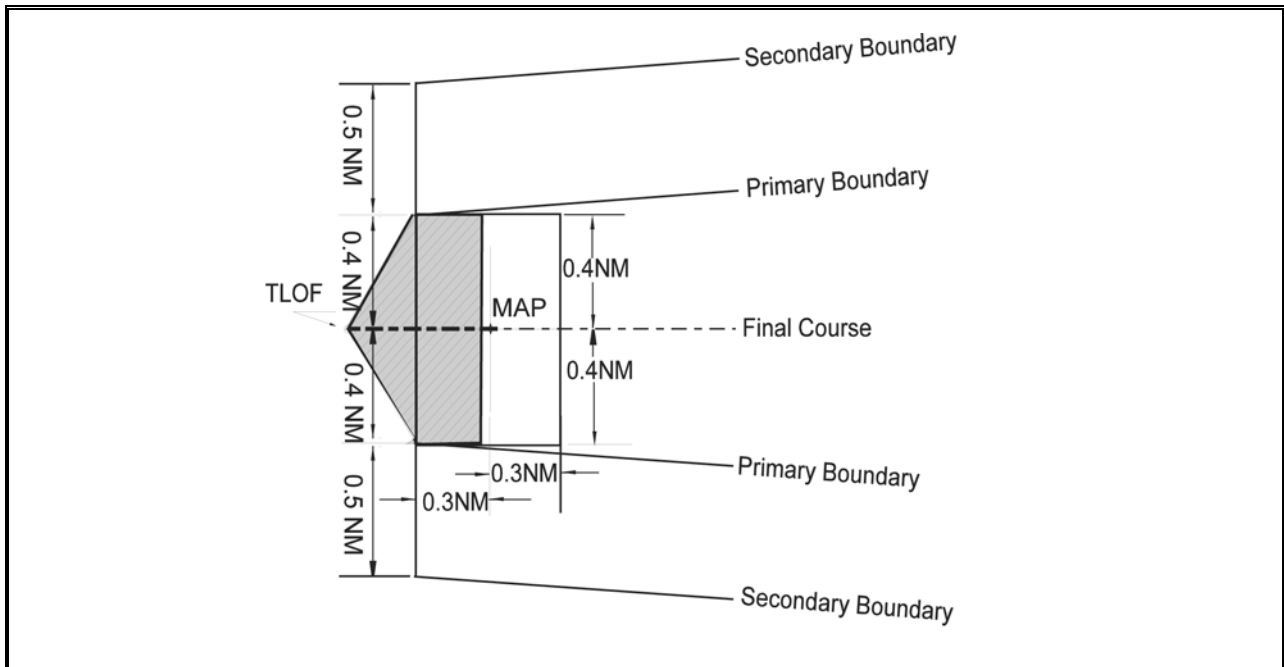 Secondary Boundary
0.5 NM
Primary Boundary
0.4 NM
0.4NM
TLOF
MAP
Final Course
0.4 NM
0.4NM
Primary Boundary
0.3NM
0.3NM
0.5 NM
Secondary Boundary